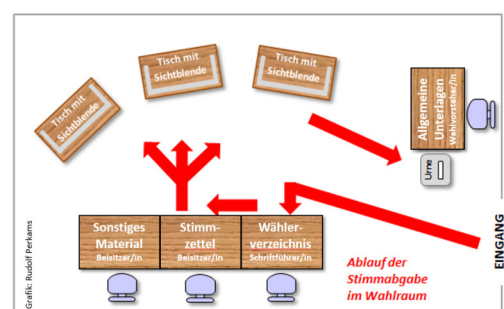 Tisch mit
Sichtblende
Tisch mit
Sichtblende
Tisch mit
Sichtblende
Allgemeine
Unterlagen
Wahlvorsteher/in
Urne
Sonstiges
Material
Beisitzer/in
Stimm-
zettel
Beisitzer/in
Wähler-
verzeichnis
Schriftführer/in
EINGANG
Ablauf der
Stimmabgabe
im Wahlraum
Grafik: Rudolf Perkams